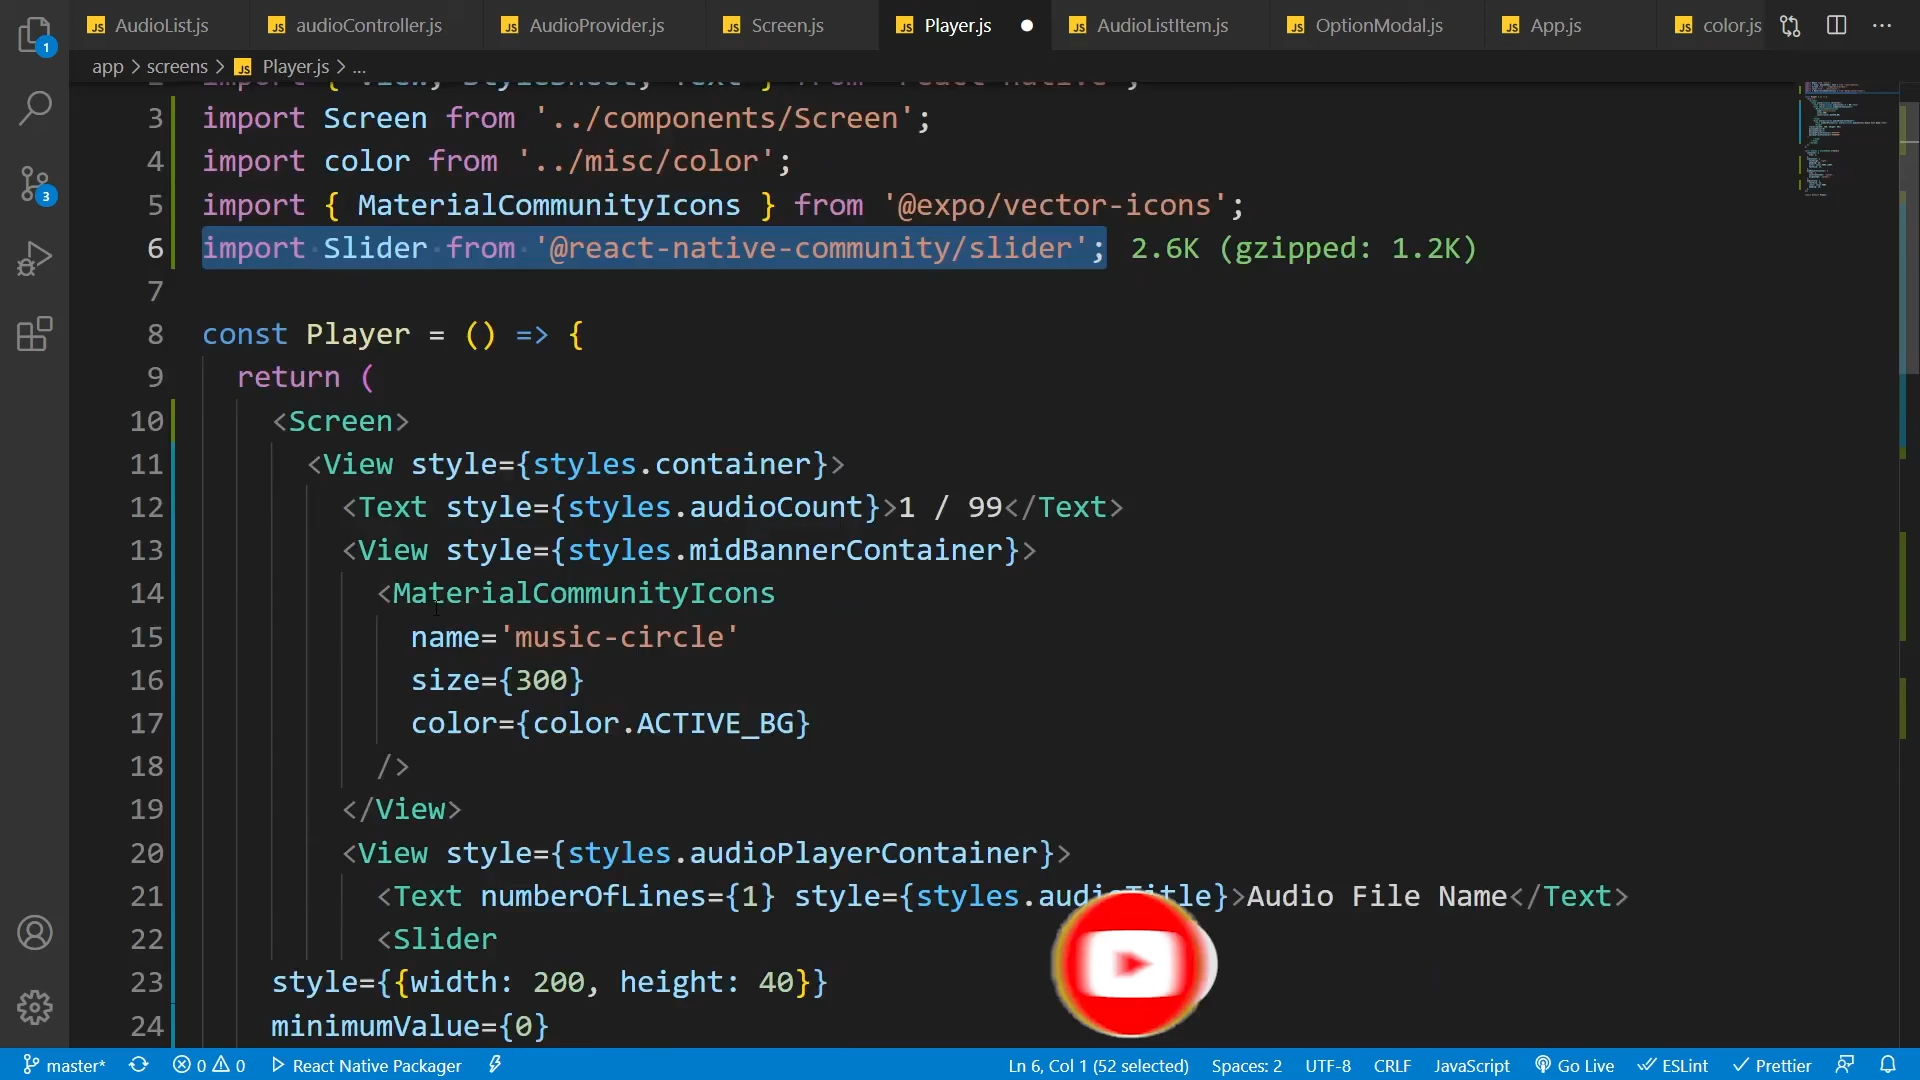 AudioList.js audioController.js AudioProvider.js Screen.js Player.js AudioListItem.js OptionModal.js App.js color.js
app > screens > Player.js > ...
3 import Screen from '../components/Screen';
4 import color from '../misc/color';
5 import { MaterialCommunityIcons } from '@expo/vector-icons';
6 import Slider from '@react-native-community/slider'; 2.6K (gzipped: 1.2K)
7
8 const Player = () => {
9 return (
10 <Screen>
11 <View style={styles.container}>
12 <Text style={styles.audioCount}>1 / 99</Text>
13 <View style={styles.midBannerContainer}>
14 <MaterialCommunityIcons
15 name='music-circle'
16 size={300}
17 color={color.ACTIVE_BG}
18 />
19 </View>
20 <View style={styles.audioPlayerContainer}>
21 <Text numberOfLines={1} style={styles.audioTitle}>Audio File Name</Text>
22 <Slider
23 style={{width: 200, height: 40}}
24 minimumValue={0}
master* 0 0 React Native Packager Ln 6, Col 1 (52 selected) Spaces: 2 UTF-8 CRLF JavaScript Go Live ESLint Prettier
1
3